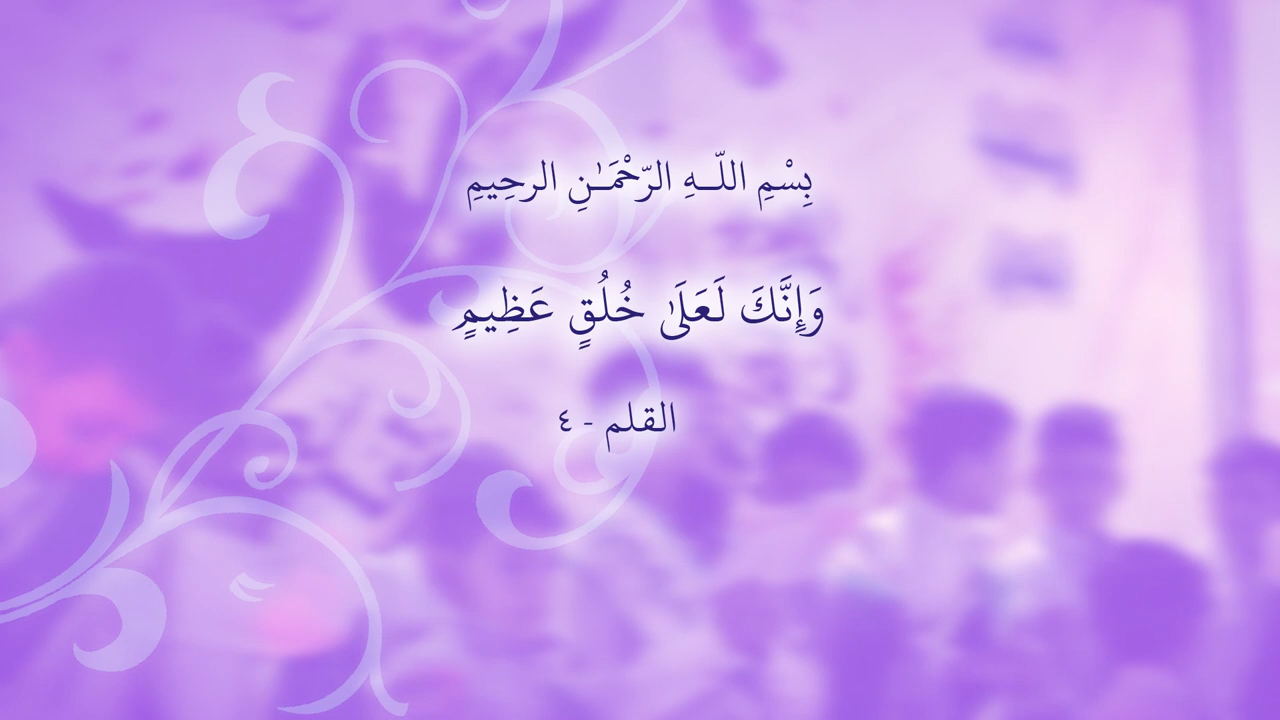 بِسْمِ اللّـهِ الرّحْمَـٰنِ الرحِيمِ
وَإِنَّكَ لَعَلَىٰ خُلُقٍ عَظِيمٍ
القلم - ٤